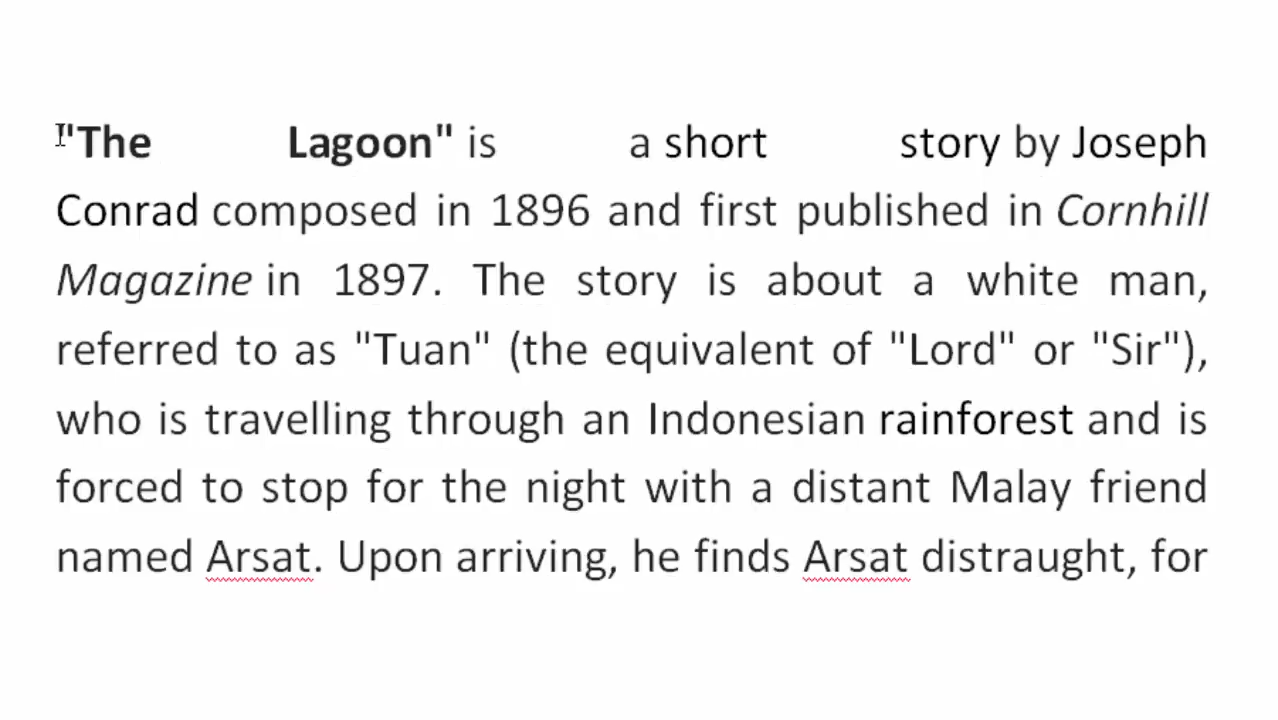 "The Lagoon" is a short story by Joseph
Conrad composed in 1896 and first published in Cornhill
Magazine in 1897. The story is about a white man,
referred to as "Tuan" (the equivalent of "Lord" or "Sir"),
who is travelling through an Indonesian rainforest and is
forced to stop for the night with a distant Malay friend
named Arsat. Upon arriving, he finds Arsat distraught, for